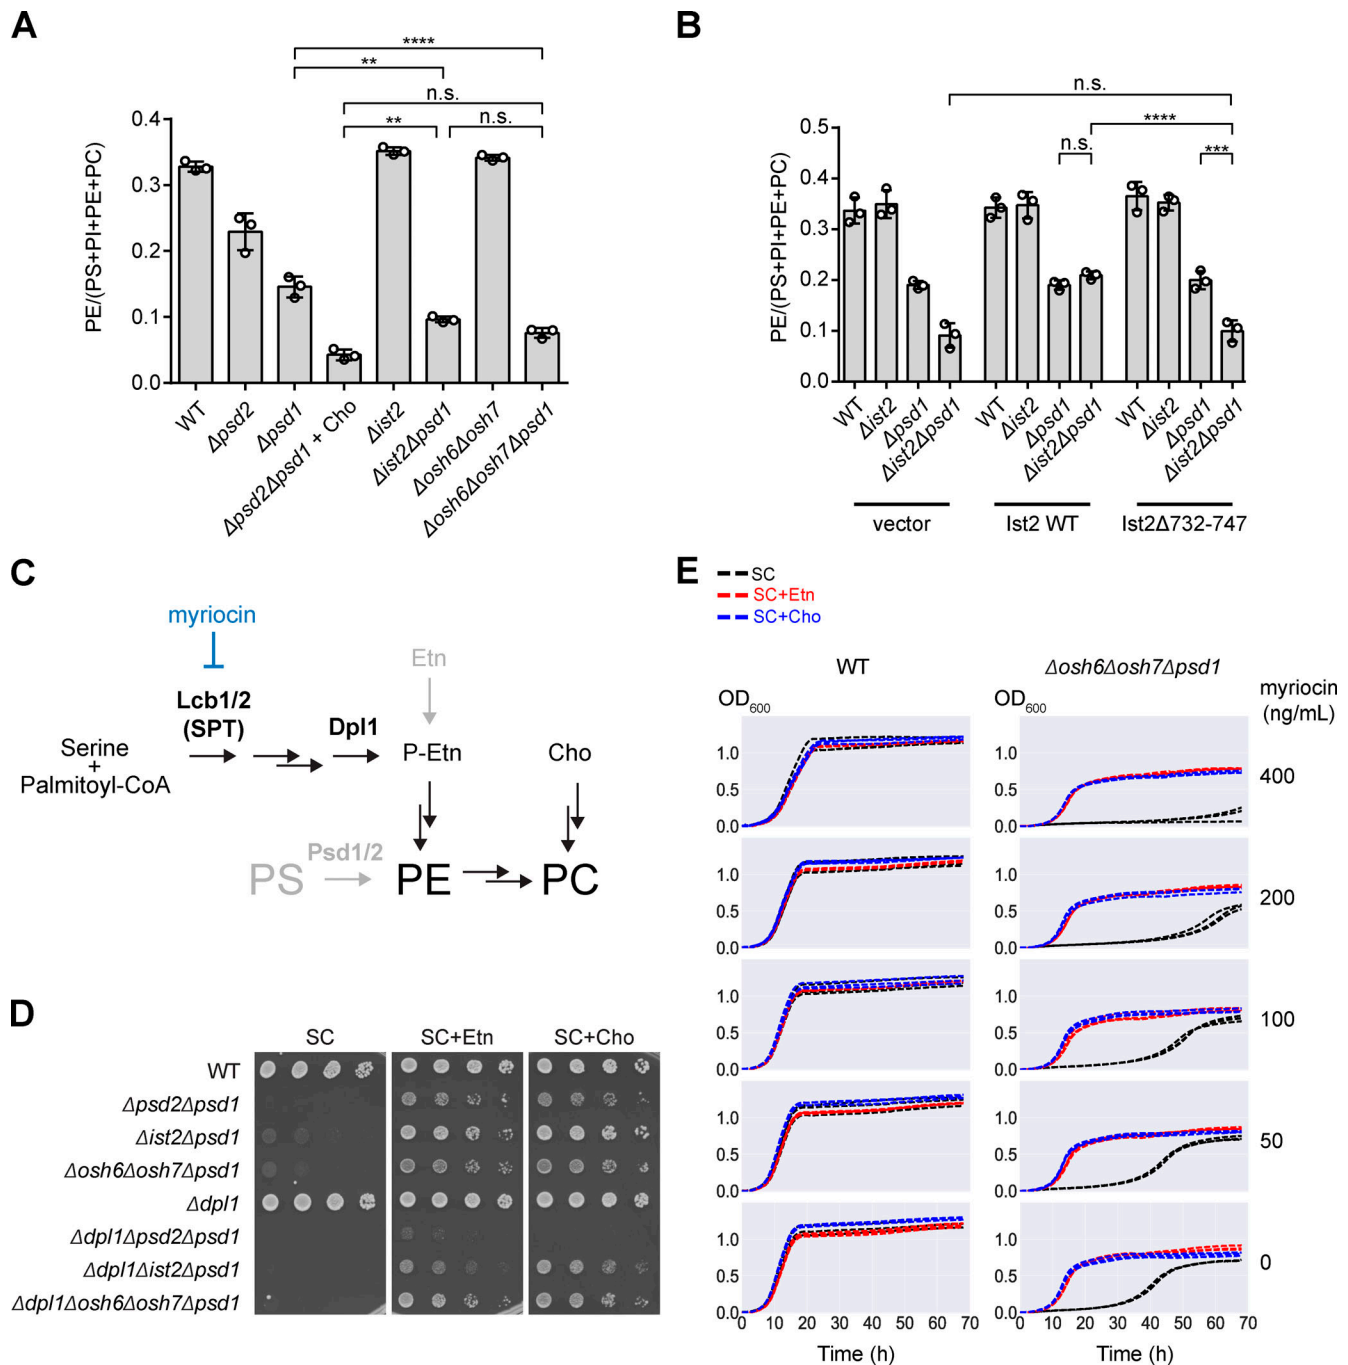 A
****
**
n.s.
**
n.s.
PE/(PS+PI+PE+PC)
0.4
0.3
0.2
0.1
0.0
WT
Δpsd2
Δpsd1
Δpsd2Δpsd1 + Cho
Δist2
Δist2Δpsd1
Δosh6Δosh7
Δosh6Δosh7Δpsd1
B
n.s.
****
n.s.
***
PE/(PS+PI+PE+PC)
0.5
0.4
0.3
0.2
0.1
0.0
WT
Δist2
Δpsd1
Δist2Δpsd1
WT
Δist2
Δpsd1
Δist2Δpsd1
WT
Δist2
Δpsd1
Δist2Δpsd1
vector
Ist2 WT
Ist2Δ732-747
C
myriocin
Etn
Lcb1/2
(SPT)
Dpl1
Serine
+
Palmitoyl-CoA
P-Etn
Cho
Psd1/2
PS
PE
PC
D
SC
SC+Etn
SC+Cho
WT
Δpsd2Δpsd1
Δist2Δpsd1
Δosh6Δosh7Δpsd1
Δdpl1
Δdpl1Δpsd2Δpsd1
Δdpl1Δist2Δpsd1
Δdpl1Δosh6Δosh7Δpsd1
E
SC
SC+Etn
SC+Cho
WT
Δosh6Δosh7Δpsd1
myriocin
(ng/mL)
OD600
OD600
1.0
0.5
0.0
1.0
0.5
0.0
400
1.0
0.5
0.0
1.0
0.5
0.0
200
1.0
0.5
0.0
1.0
0.5
0.0
100
1.0
0.5
0.0
1.0
0.5
0.0
50
1.0
0.5
0.0
1.0
0.5
0.0
0
0 10 20 30 40 50 60 70
0 10 20 30 40 50 60 70
Time (h)
Time (h)